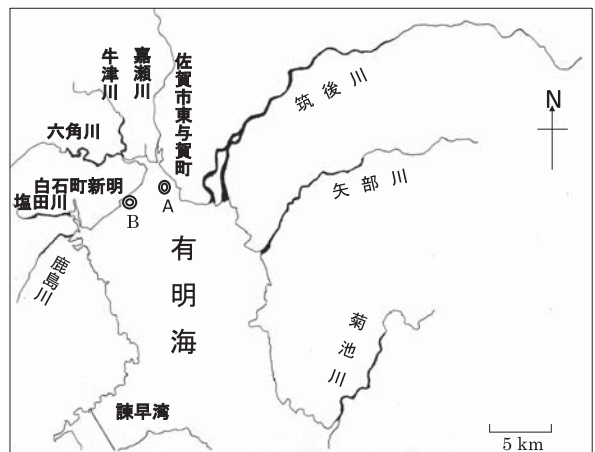 牛津川
嘉瀬川
佐賀市東与賀町
筑後川
N
六角川
矢部川
白石町新明
塩田川
B
A
有明海
鹿島川
菊池川
諫早湾
5 km